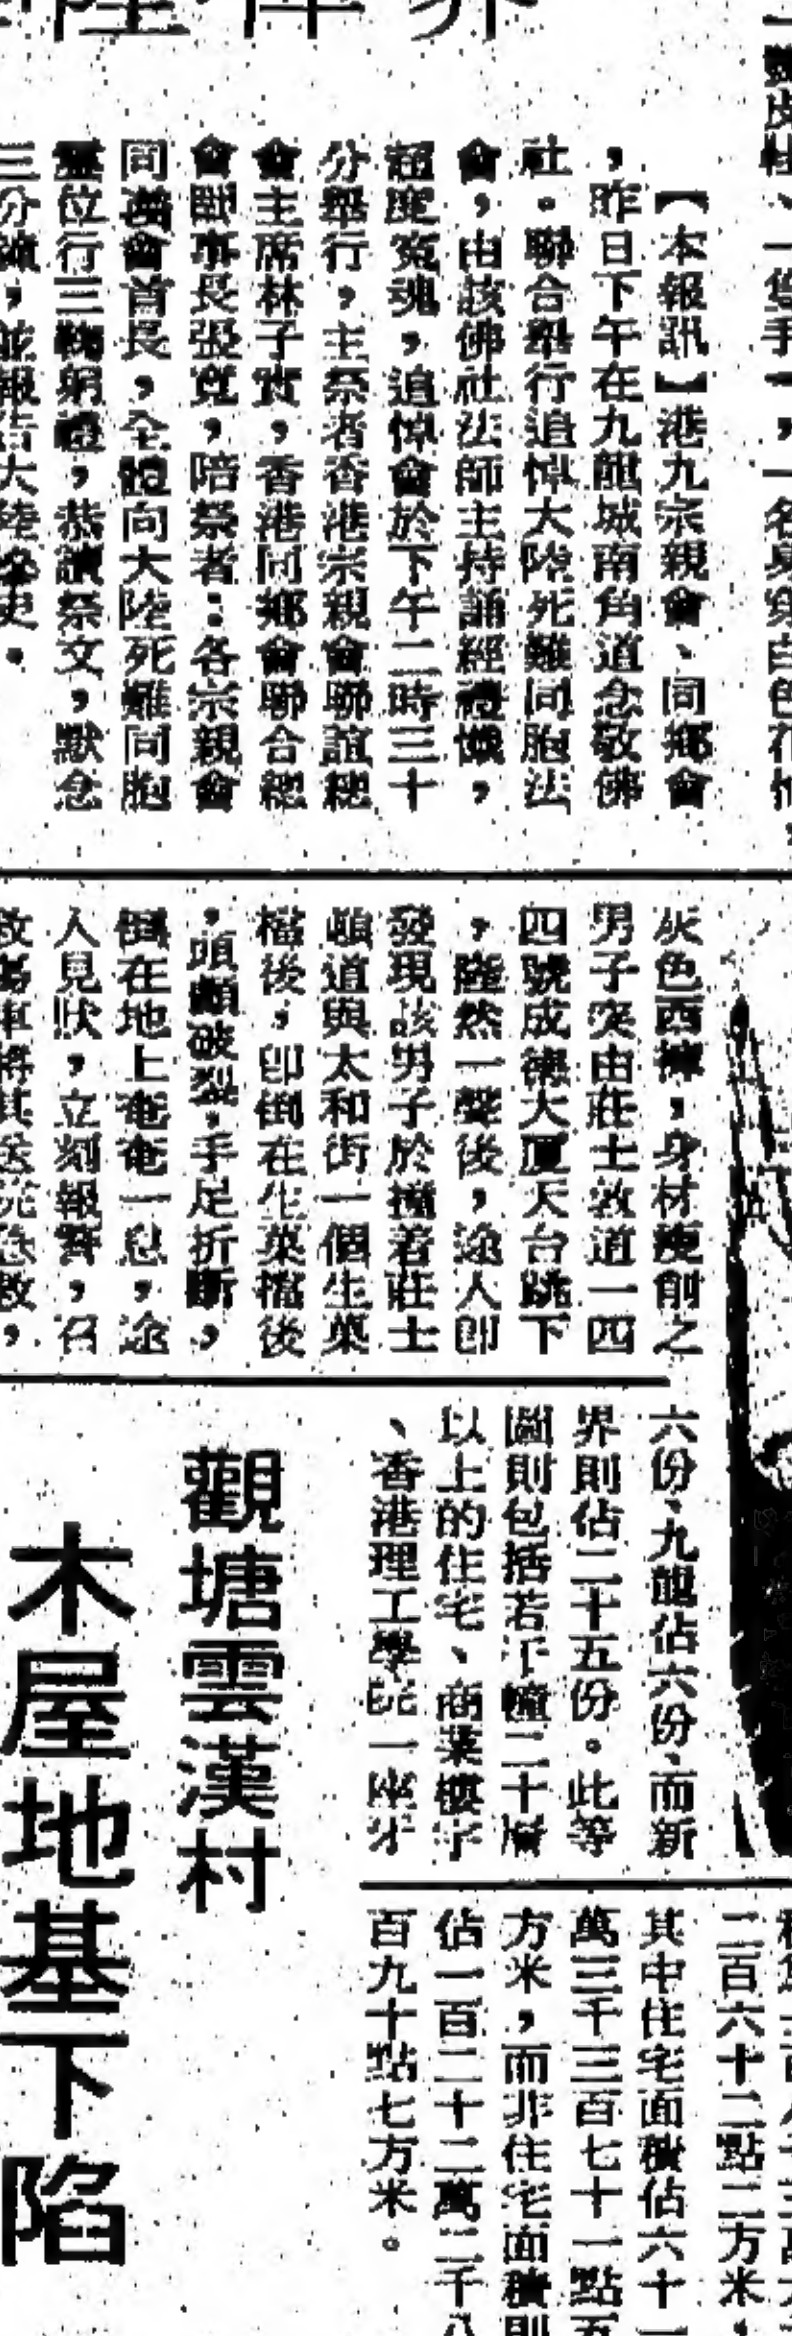 【本報訊】港九宗親會、同鄉會
，昨日下午在九龍城南角道念敬佛
社。聯合舉行追悼大陸死難同胞法
會，由該佛社法師主持誦經禮懺，
超度冤魂，追悼會於下午二時三十
分舉行，主祭者香港宗親會聯誼總
會主席林子實，香港同鄉會聯合總
會理事長張寬，陪祭者：各宗親會
同鄉會首長，全體向大陸死難同胞
靈位行三鞠躬禮，恭讀祭文，默念
三分鐘，並報告大陸慘史。
灰色西褲，身材瘦削之
男子突由莊士敦道一四
四號成德大廈天台跳下
，隆然一聲後，途人即
發現該男子於撞着莊士
頓道與太和街一個生菓
檔後，即倒在生菓檔後
，頭顱破裂，手足折斷，
倒在地上奄奄一息，途
人見狀，立刻報警，召
救傷車將其送院急救，
六份、九龍佔六份、而新
界則佔二十五份。此等
圖則包括若干幢二十層
以上的住宅、商業樓宇
、香港理工學院一座牙
二百六十二點二方米，
其中住宅面積佔六十一
萬三千三百七十一點五
方米，而非住宅面積則
佔一百二十二萬二千八
百九十點七方米。
觀塘雲漢村
木屋地基下陷